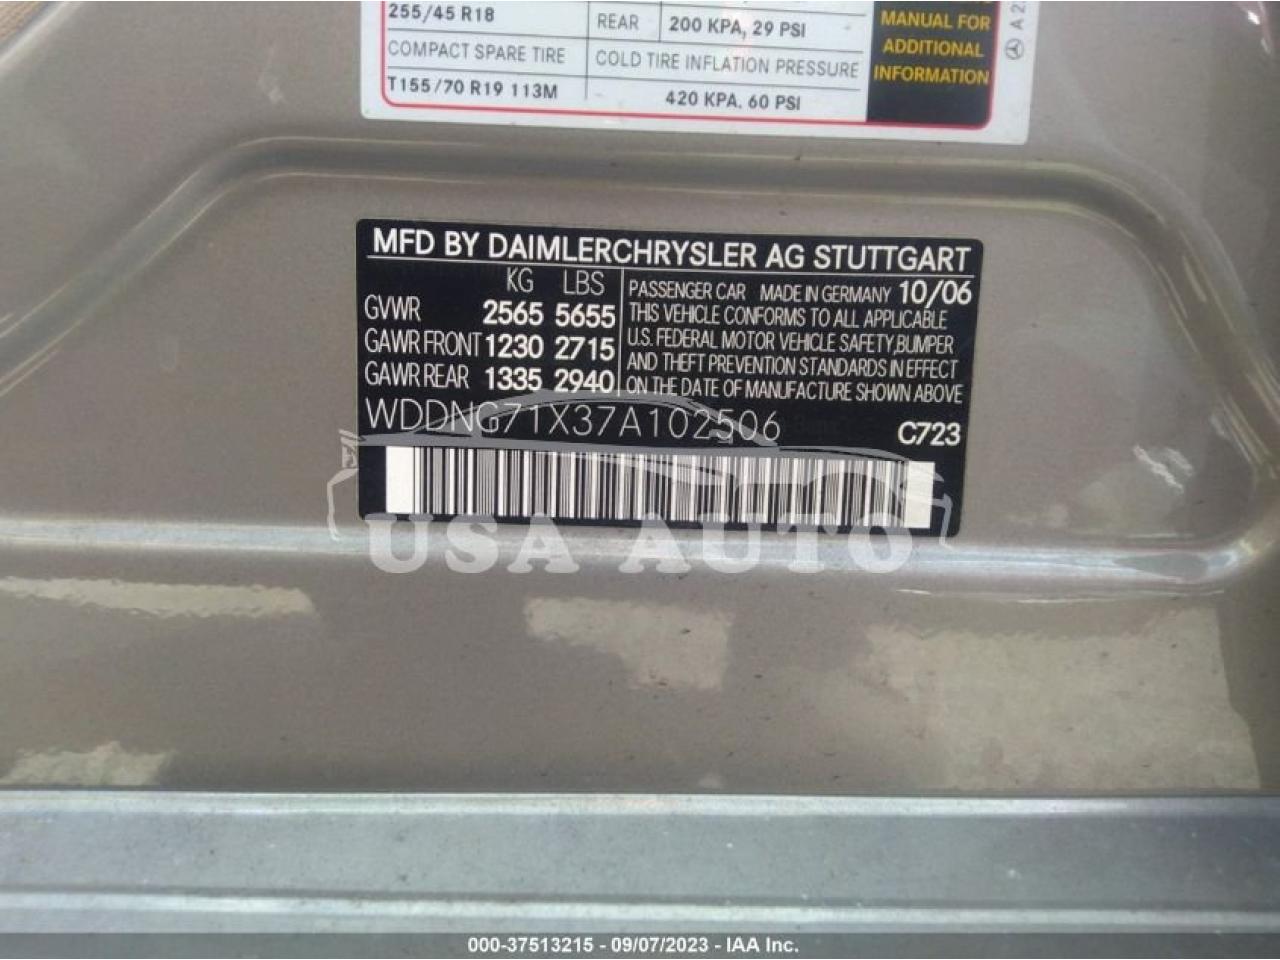 255/45 R18 REAR 200 KPA, 29 PSI
COMPACT SPARE TIRE COLD TIRE INFLATION PRESSURE
T155/70 R19 113M 420 KPA. 60 PSI
MANUAL FOR
ADDITIONAL
INFORMATION
A 2
MFD BY DAIMLERCHRYSLER AG STUTTGART
KG LBS
GVWR 2565 5655
GAWR FRONT 1230 2715
GAWR REAR 1335 2940
PASSENGER CAR MADE IN GERMANY 10/06
THIS VEHICLE CONFORMS TO ALL APPLICABLE
U.S. FEDERAL MOTOR VEHICLE SAFETY,BUMPER
AND THEFT PREVENTION STANDARDS IN EFFECT
ON THE DATE OF MANUFACTURE SHOWN ABOVE
WDDNG71X37A102506 C723
USA AUTO
000-37513215 - 09/07/2023 - IAA Inc.